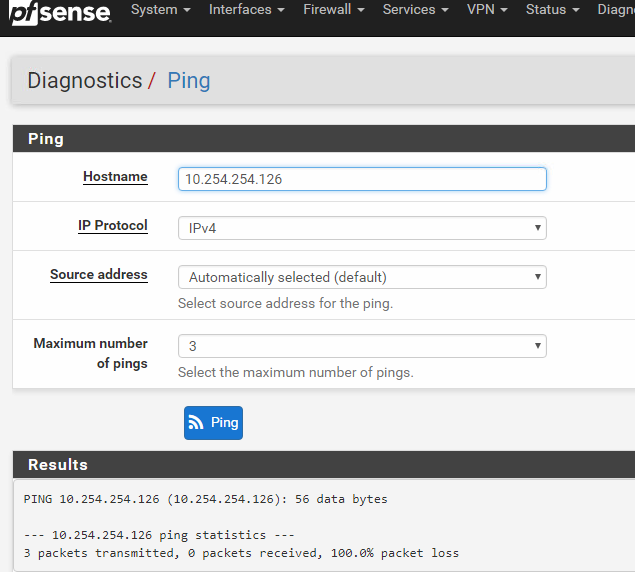 pfsense System Interfaces Firewall Services VPN Status Diagn
Diagnostics / Ping
Ping
Hostname 10.254.254.126
IP Protocol IPv4
Source address Automatically selected (default)
Select source address for the ping.
Maximum number of pings 3
Select the maximum number of pings.
Ping
Results
PING 10.254.254.126 (10.254.254.126): 56 data bytes
--- 10.254.254.126 ping statistics ---
3 packets transmitted, 0 packets received, 100.0% packet loss